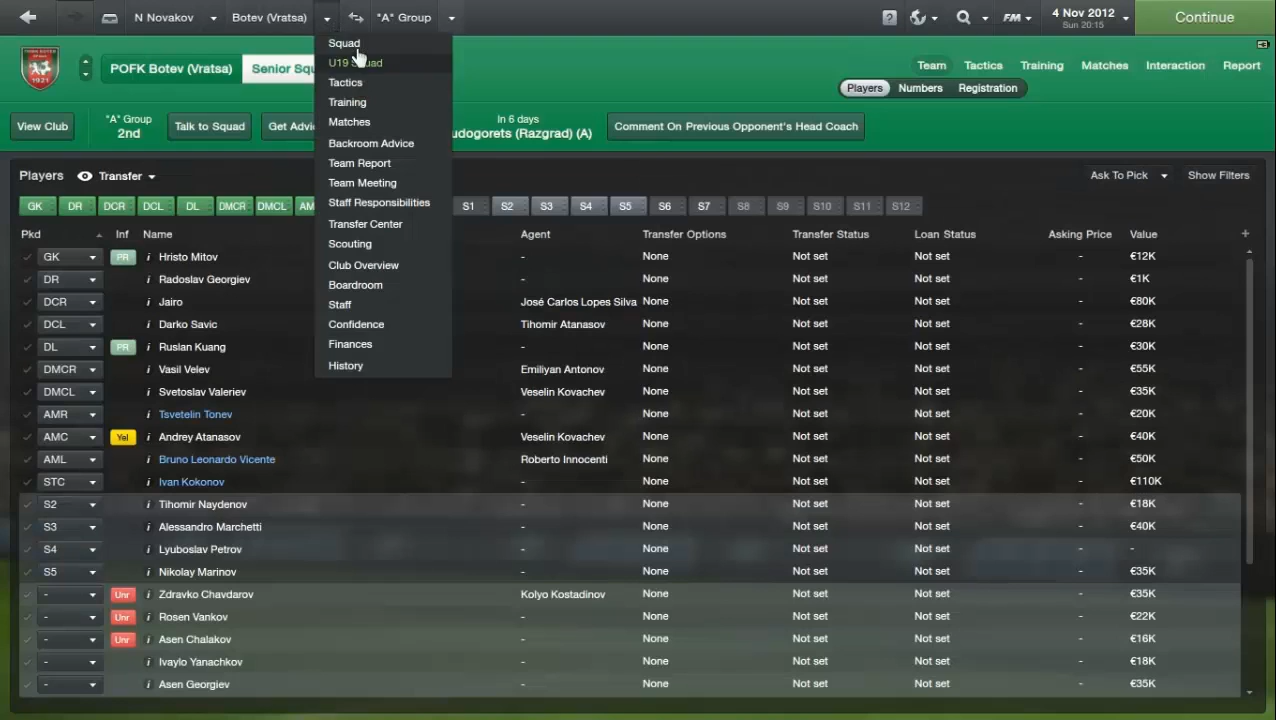 N Novakov
Botev (Vratsa)
"A" Group
?
FM
4 Nov 2012
Sun 20:15
Continue
Squad
U19 Squad
Tactics
Training
Matches
Backroom Advice
Team Report
Team Meeting
Staff Responsibilities
Transfer Center
Scouting
Club Overview
Boardroom
Staff
Confidence
Finances
History
1921
POFK Botev (Vratsa)
Senior Squ
Team
Tactics
Training
Matches
Interaction
Report
Players
Numbers
Registration
View Club
"A" Group
2nd
Talk to Squad
Get Advi
In 6 days
udogorets (Razgrad) (A)
Comment On Previous Opponent's Head Coach
Players
Transfer
Ask To Pick
Show Filters
GK DR DCR DCL DL DMCR DMCL AM S1 S2 S3 S4 S5 S6 S7 S8 S9 S10 S11 S12
Pkd Inf Name Agent Transfer Options Transfer Status Loan Status Asking Price Value +
GK PR i Hristo Mitov - None Not set Not set - €12K
DR i Radoslav Georgiev - None Not set Not set - €1K
DCR i Jairo José Carlos Lopes Silva None Not set Not set - €80K
DCL i Darko Savic Tihomir Atanasov None Not set Not set - €28K
DL PR i Ruslan Kuang - None Not set Not set - €30K
DMCR i Vasil Velev Emiliyan Antonov None Not set Not set - €55K
DMCL i Svetoslav Valeriev Veselin Kovachev None Not set Not set - €35K
AMR i Tsvetelin Tonev - None Not set Not set - €20K
AMC Yel i Andrey Atanasov Veselin Kovachev None Not set Not set - €40K
AML i Bruno Leonardo Vicente Roberto Innocenti None Not set Not set - €50K
STC i Ivan Kokonov - None Not set Not set - €110K
S2 i Tihomir Naydenov - None Not set Not set - €18K
S3 i Alessandro Marchetti - None Not set Not set - €40K
S4 i Lyuboslav Petrov - None Not set Not set - -
S5 i Nikolay Marinov - None Not set Not set - €35K
- Unr i Zdravko Chavdarov Kolyo Kostadinov None Not set Not set - €35K
- Unr i Rosen Vankov - None Not set Not set - €22K
- Unr i Asen Chalakov - None Not set Not set - €16K
- i Ivaylo Yanachkov - None Not set Not set - €18K
- i Asen Georgiev - None Not set Not set - €35K